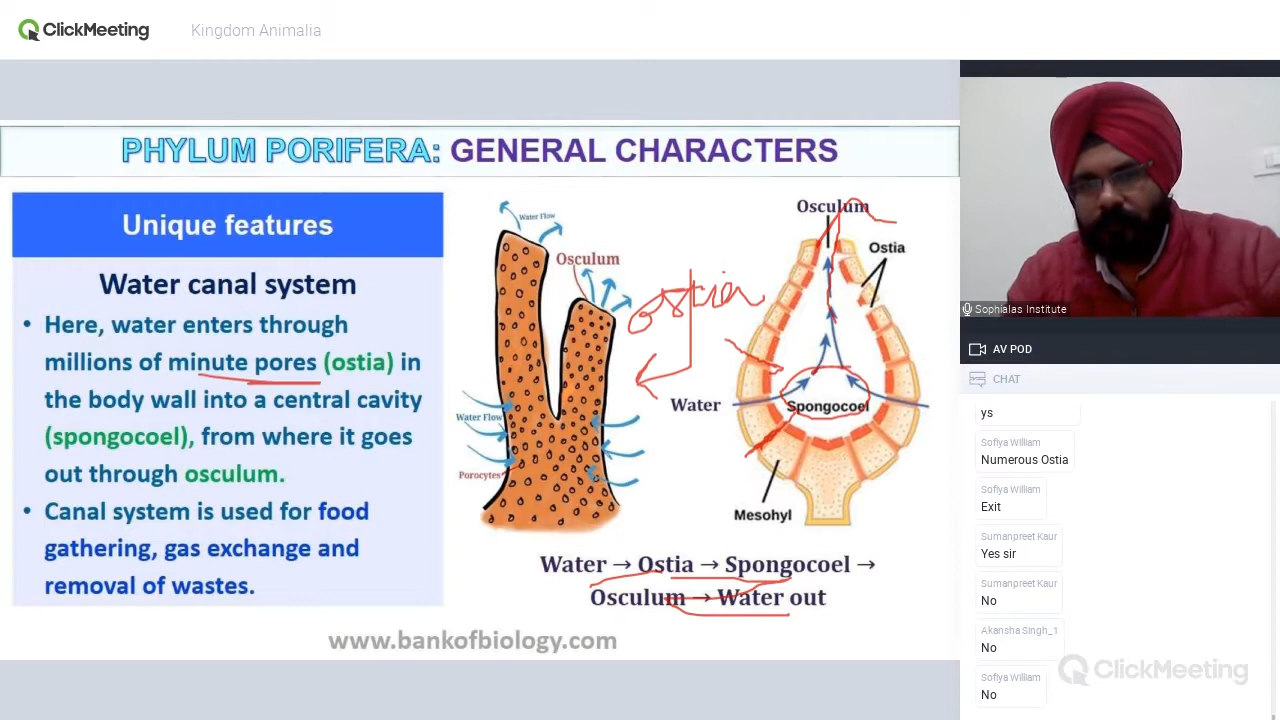 ClickMeeting
Kingdom Animalia
PHYLUM PORIFERA: GENERAL CHARACTERS
Unique features
Water canal system
• Here, water enters through
millions of minute pores (ostia) in
the body wall into a central cavity
(spongocoel), from where it goes
out through osculum.
• Canal system is used for food
gathering, gas exchange and
removal of wastes.
Water Flow
Osculum
Water Flow
Porocytes
ostia
Osculum
Ostia
Water
Spongocoel
Mesohyl
Water → Ostia → Spongocoel →
Osculum → Water out
www.bankofbiology.com
Sophialas Institute
AV POD
CHAT
ys
Sofiya William
Numerous Ostia
Sofiya William
Exit
Sumanpreet Kaur
Yes sir
Sumanpreet Kaur
No
Akansha Singh_1
No
Sofiya William
No
ClickMeeting